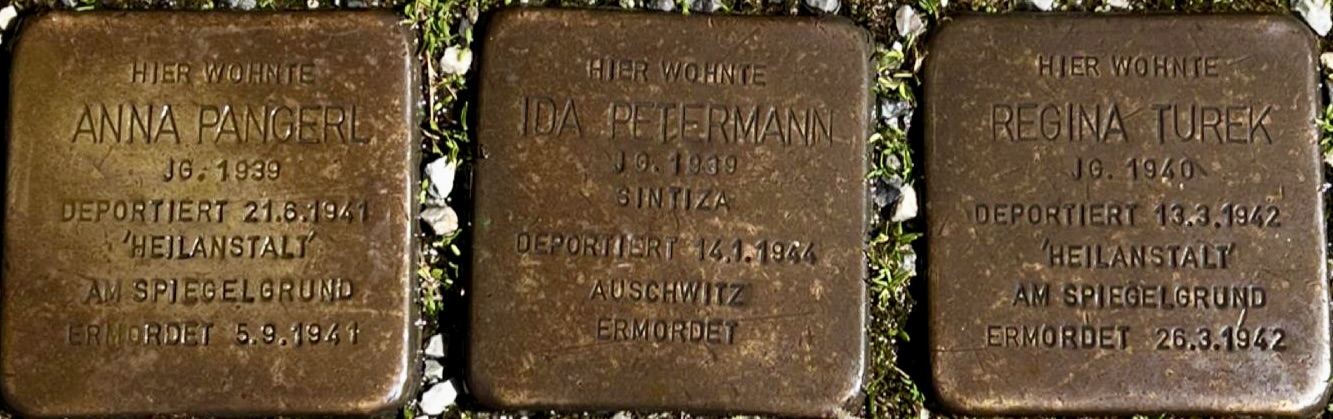 HIER WOHNTE
ANNA PANGERL
JG. 1939
DEPORTIERT 21.6.1941
'HEILANSTALT'
AM SPIEGELGRUND
ERMORDET 5.9.1941
HIER WOHNTE
IDA PETERMANN
JG. 1939
SINTIZA
DEPORTIERT 14.1.1944
AUSCHWITZ
ERMORDET
HIER WOHNTE
REGINA TUREK
JG. 1940
DEPORTIERT 13.3.1942
'HEILANSTALT'
AM SPIEGELGRUND
ERMORDET 26.3.1942